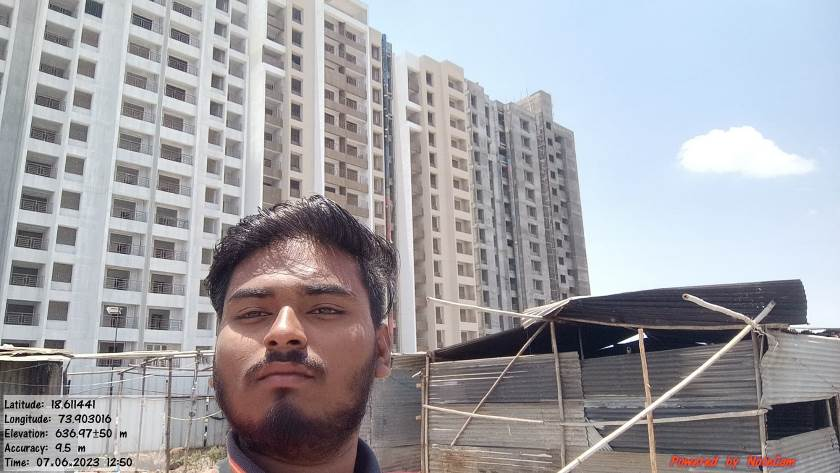 Latitude: 18.611441
Longitude: 73.903016
Elevation: 636.97±50 m
Accuracy: 9.5 m
Time: 07.06.2023 12:50
Powered by NoteCam